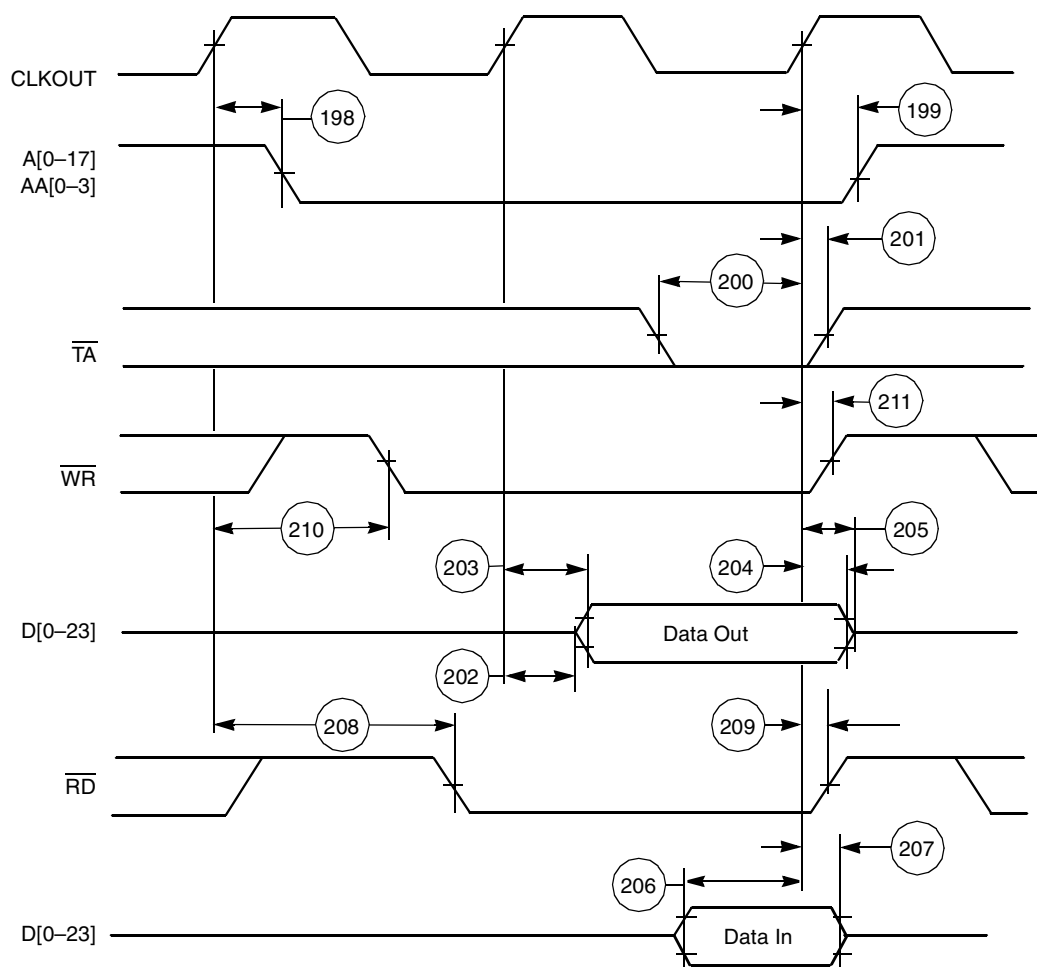 CLKOUT
198
199
A[0–17]
AA[0–3]
201
200
TA
211
WR
210
205
203
204
D[0–23]
Data Out
202
208
209
RD
207
206
D[0–23]
Data In